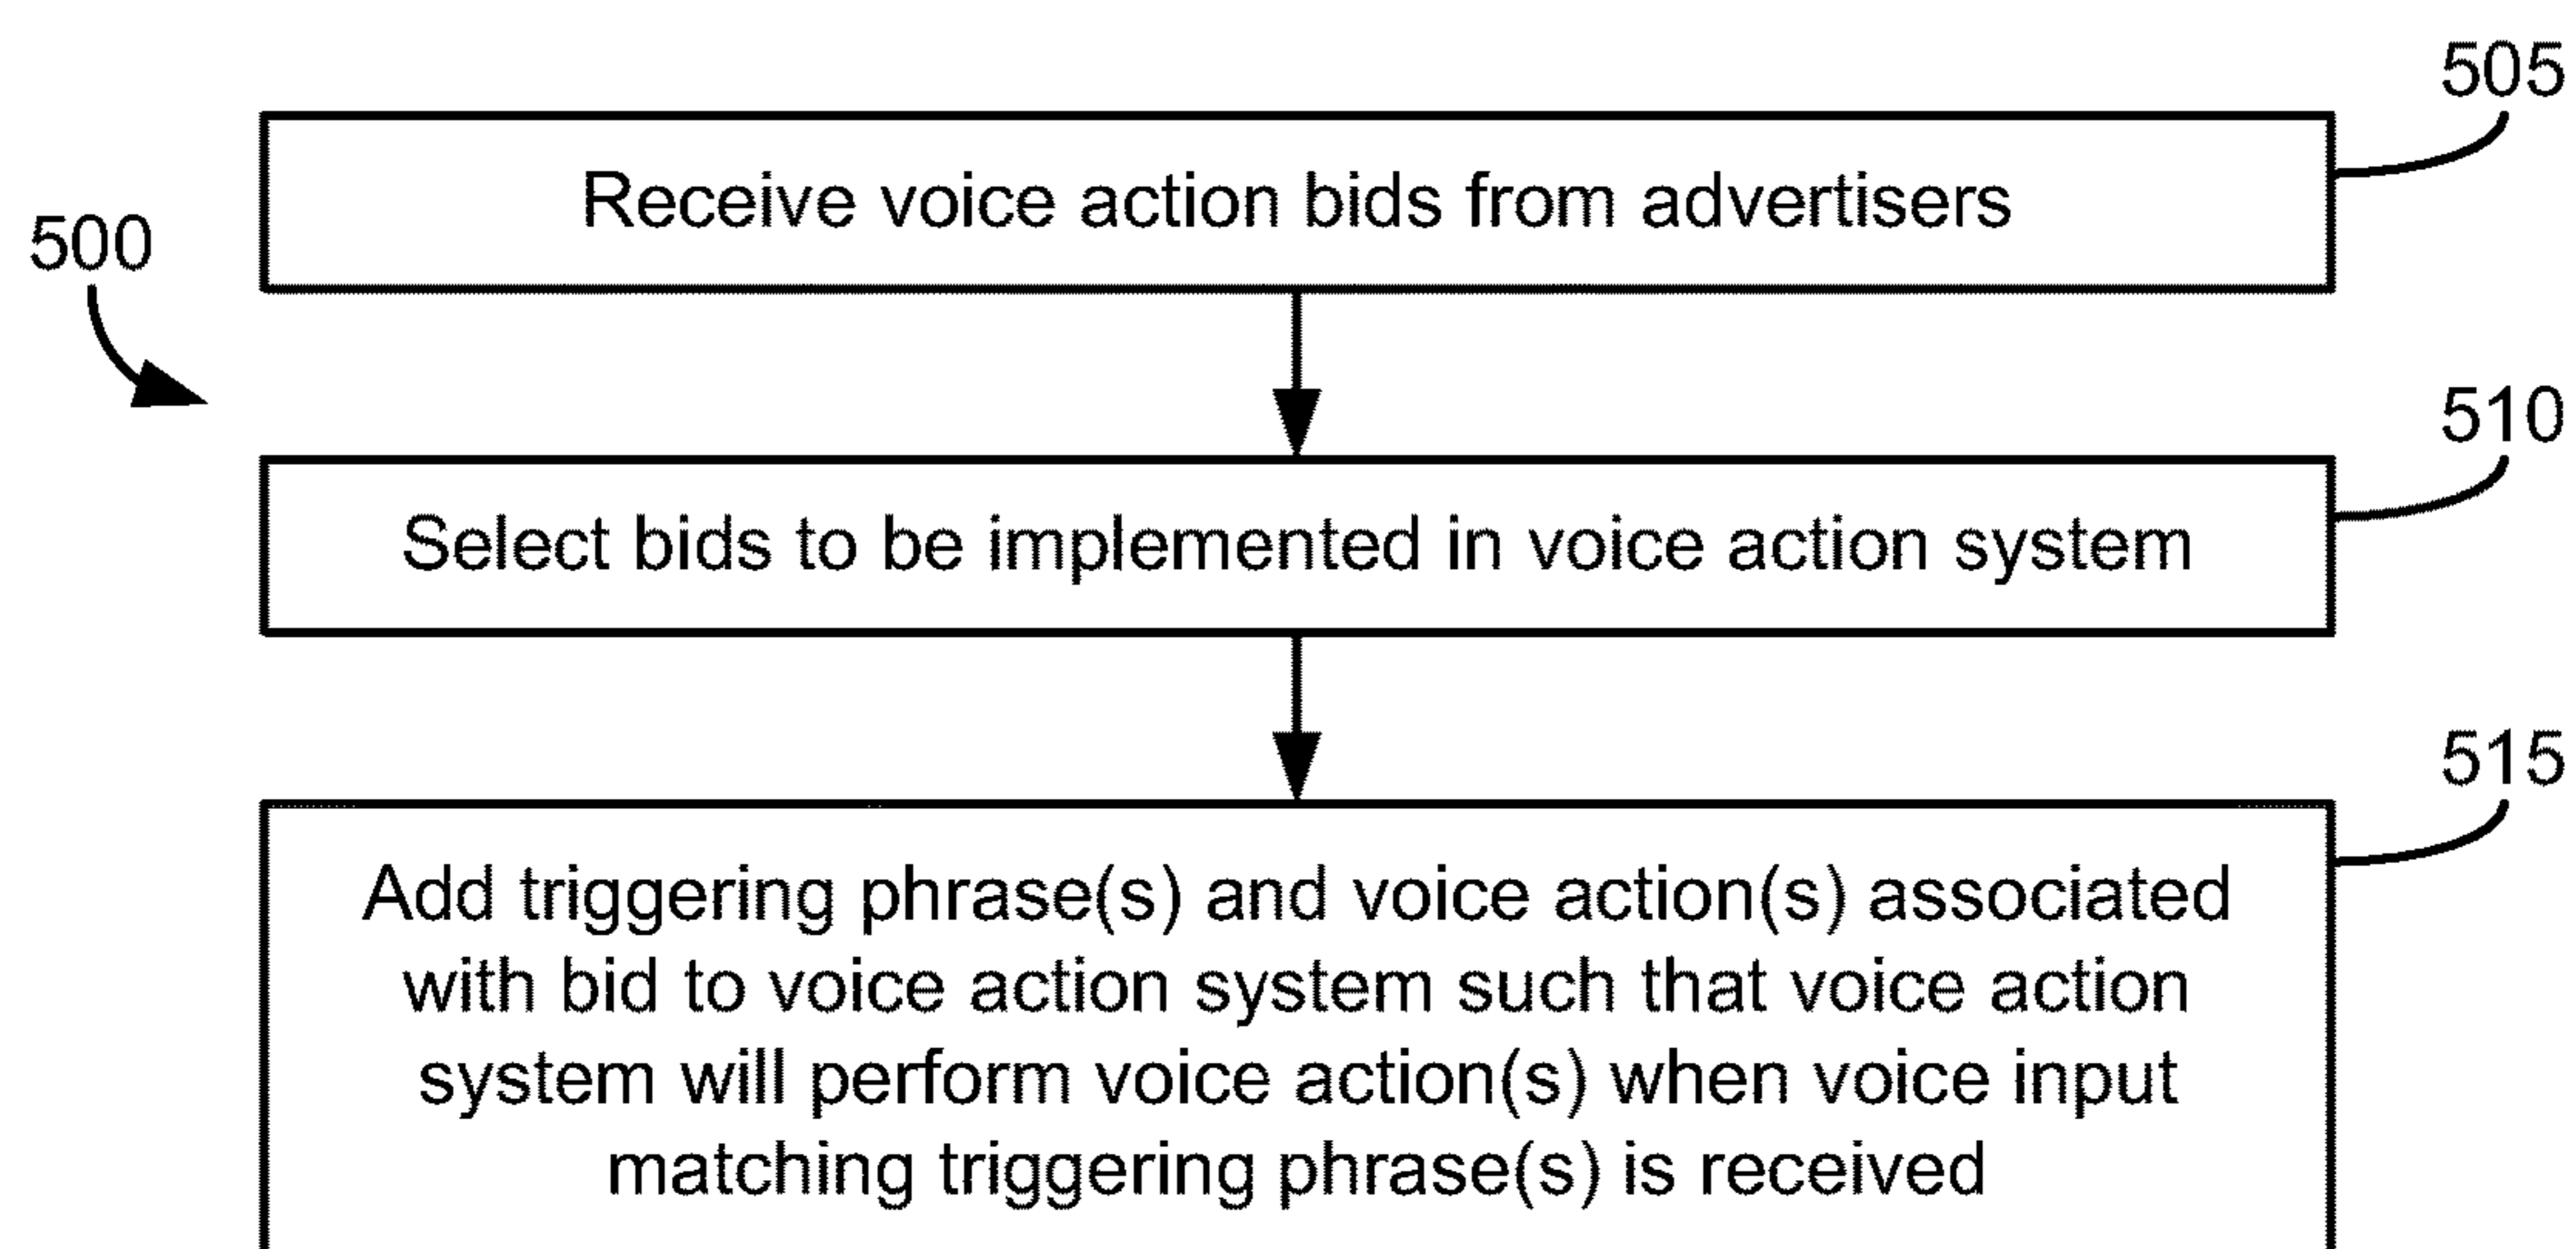 505
Receive voice action bids from advertisers
500
510
Select bids to be implemented in voice action system
515
Add triggering phrase(s) and voice action(s) associated
with bid to voice action system such that voice action
system will perform voice action(s) when voice input
matching triggering phrase(s) is received